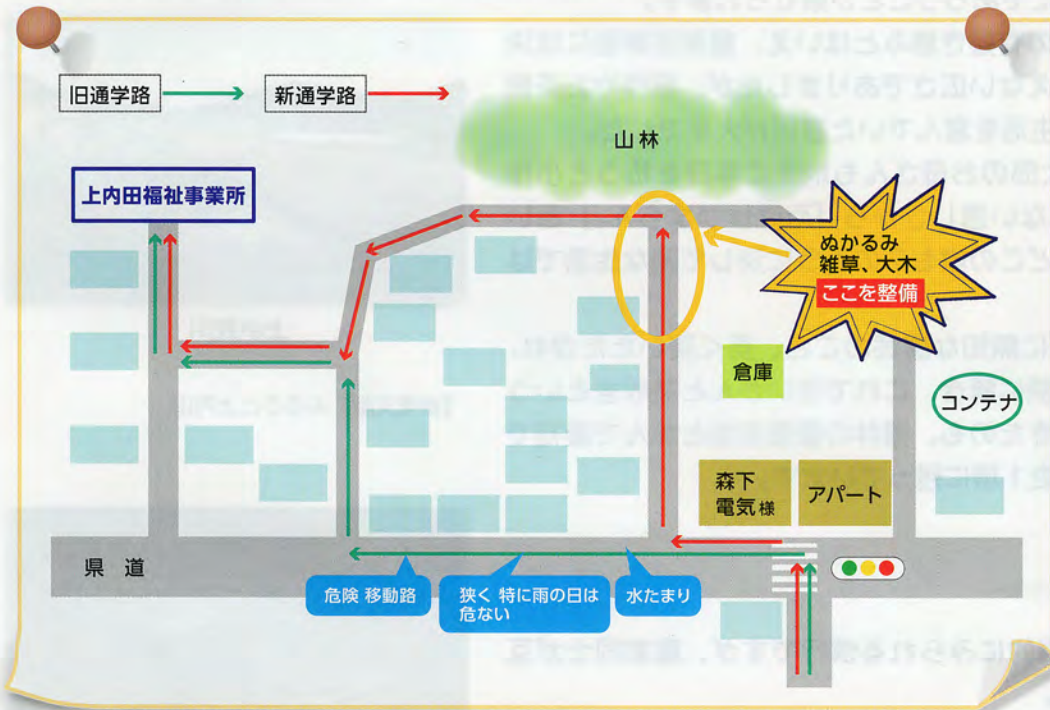 旧通学路
新通学路
山林
上内田福祉事業所
ぬかるみ
雑草、大木
ここを整備
倉庫
コンテナ
森下
電気様
アパート
県道
危険 移動路
狭く 特に雨の日は
危ない
水たまり